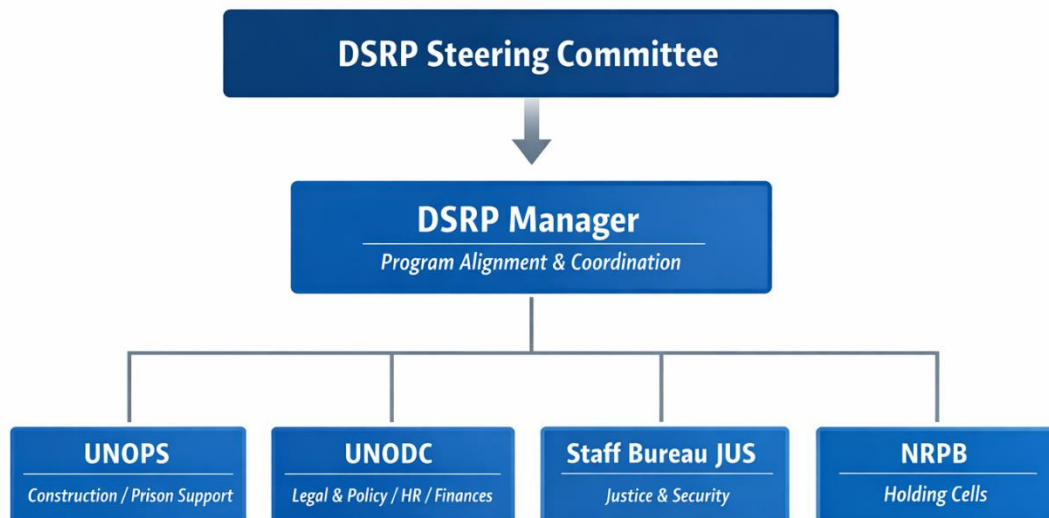 DSRP Steering Committee
DSRP Manager
Program Alignment & Coordination
UNOPS
Construction / Prison Support
UNODC
Legal & Policy / HR / Finances
Staff Bureau JUS
Justice & Security
NRPB
Holding Cells